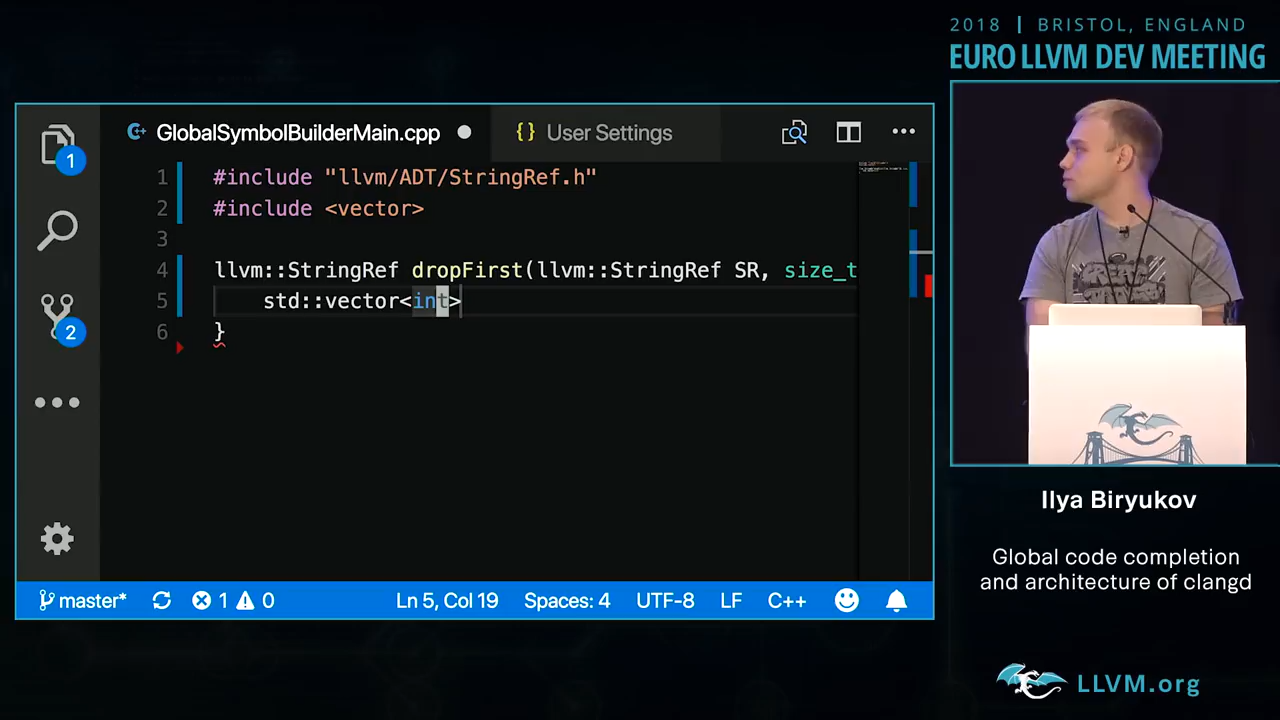 2018 | BRISTOL, ENGLAND
EURO LLVM DEV MEETING
GlobalSymbolBuilderMain.cpp
{} User Settings
1 #include "llvm/ADT/StringRef.h"
2 #include <vector>
3
4 llvm::StringRef dropFirst(llvm::StringRef SR, size_t
5 std::vector<int>
6 }
1
2
master* 1 0 Ln 5, Col 19 Spaces: 4 UTF-8 LF C++
Ilya Biryukov
Global code completion
and architecture of clangd
LLVM.org